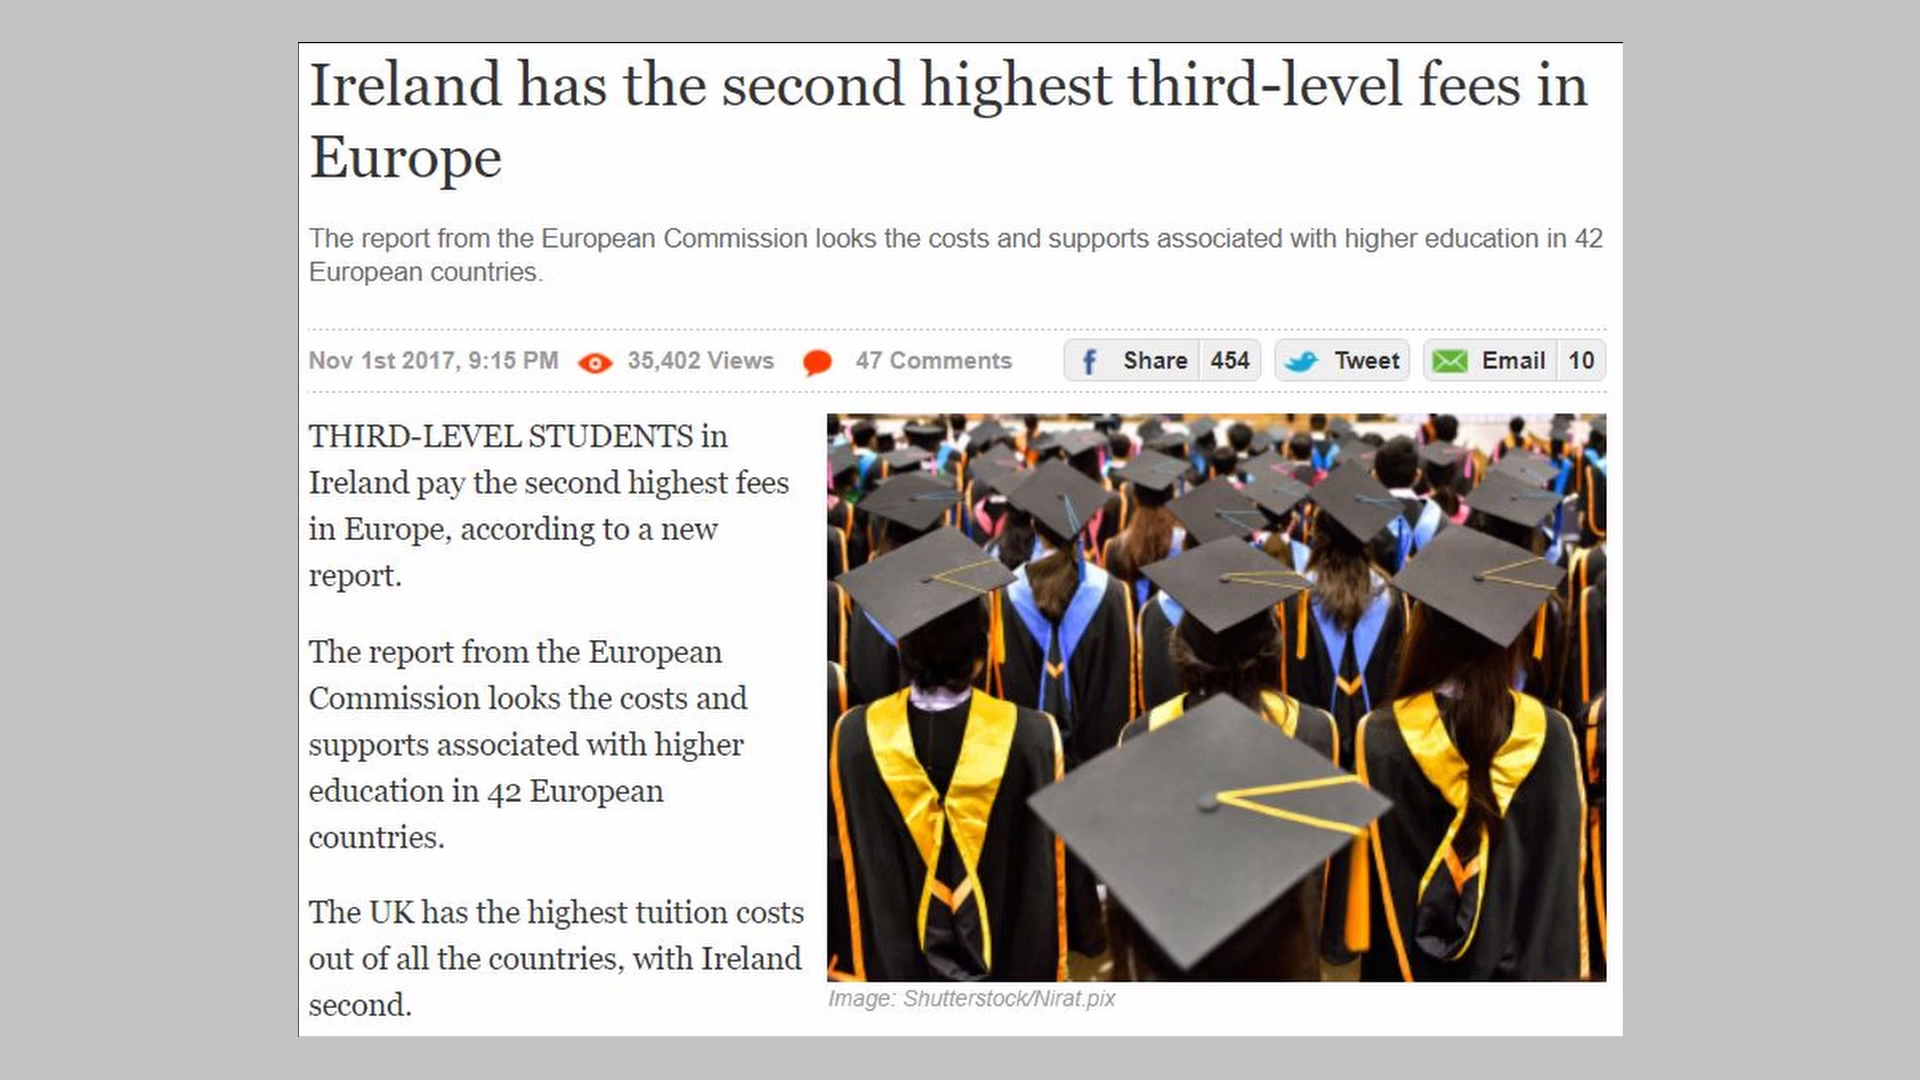 Ireland has the second highest third-level fees in
Europe
The report from the European Commission looks the costs and supports associated with higher education in 42
European countries.
Nov 1st 2017, 9:15 PM 35,402 Views 47 Comments Share 454 Tweet Email 10
THIRD-LEVEL STUDENTS in
Ireland pay the second highest fees
in Europe, according to a new
report.
The report from the European
Commission looks the costs and
supports associated with higher
education in 42 European
countries.
The UK has the highest tuition costs
out of all the countries, with Ireland
second.
Image: Shutterstock/Nirat.pix